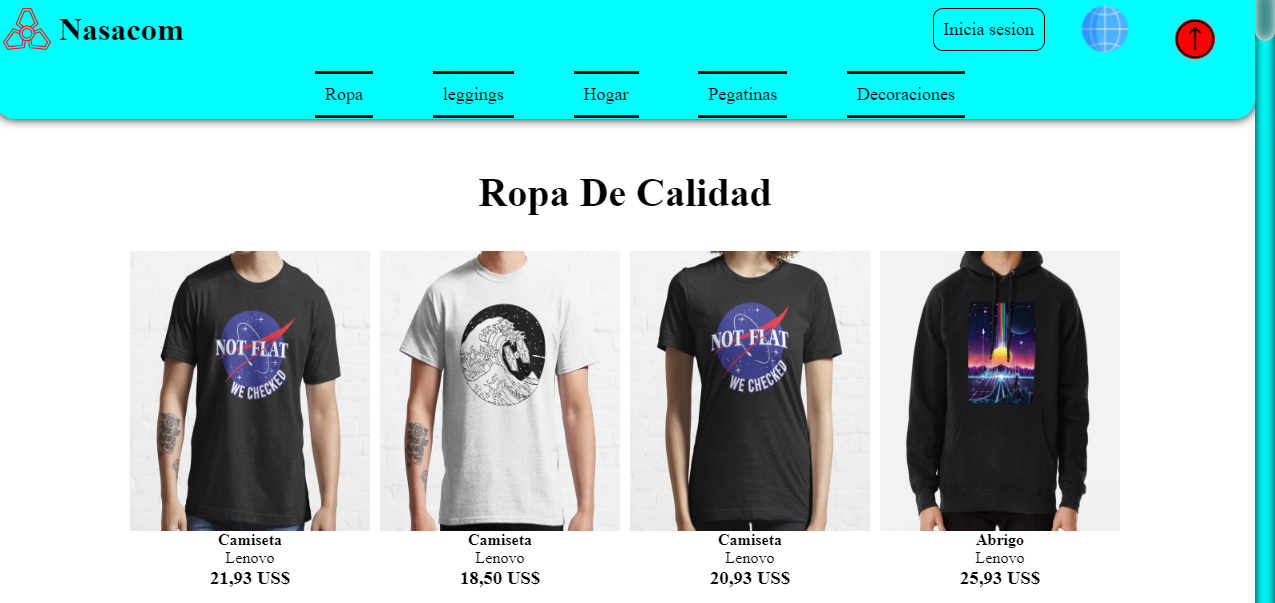 Nasacom
Inicia sesion
↑
Ropa
leggings
Hogar
Pegatinas
Decoraciones
Ropa De Calidad
NOT FLAT
WE CHECKED
NOT FLAT
WE CHECKED
Camiseta
Lenovo
21,93 US$
Camiseta
Lenovo
18,50 US$
Camiseta
Lenovo
20,93 US$
Abrigo
Lenovo
25,93 US$